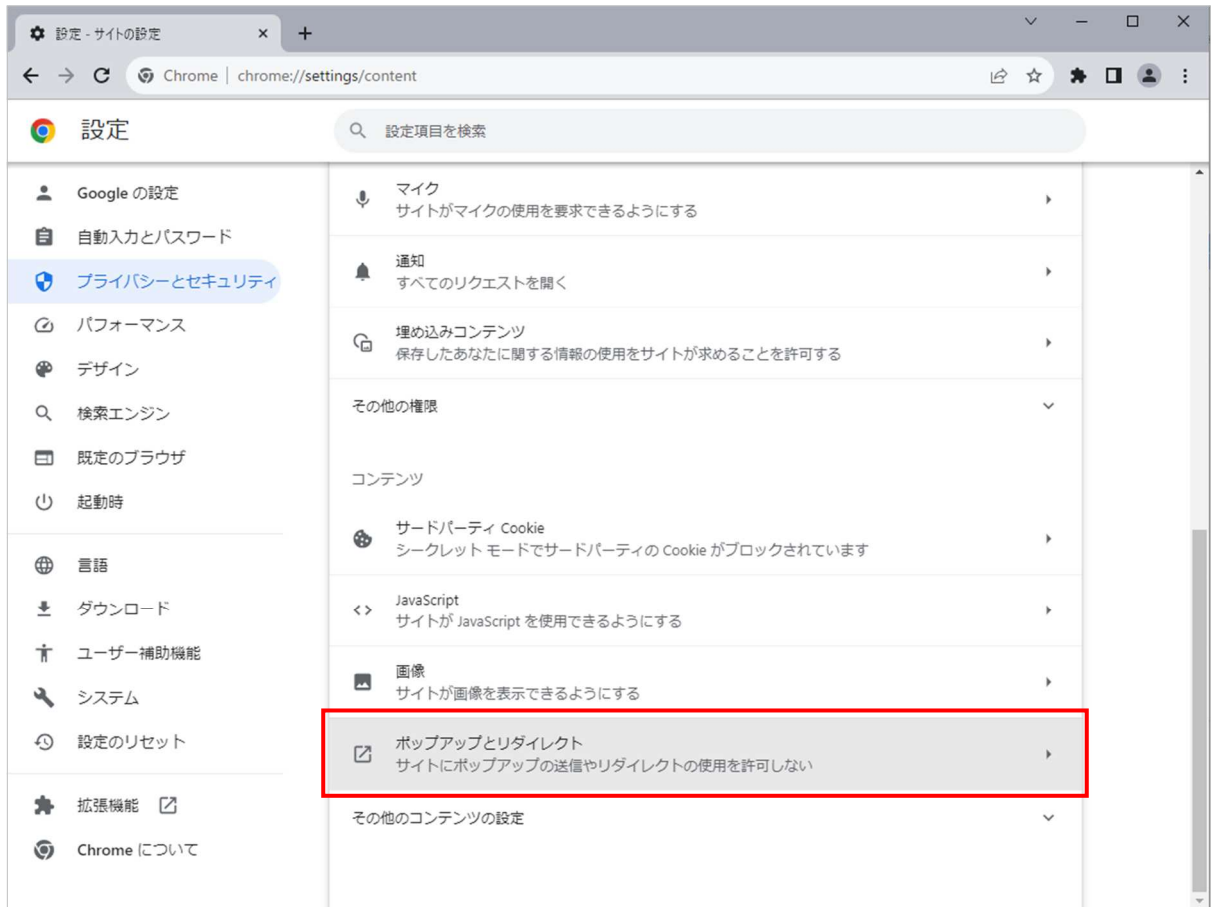 設定 - サイトの設定
Chrome | chrome://settings/content
設定
設定項目を検索
Google の設定
自動入力とパスワード
プライバシーとセキュリティ
パフォーマンス
デザイン
検索エンジン
既定のブラウザ
起動時
言語
ダウンロード
ユーザー補助機能
システム
設定のリセット
拡張機能
Chrome について
マイク
サイトがマイクの使用を要求できるようにする
通知
すべてのリクエストを開く
埋め込みコンテンツ
保存したあなたに関する情報の使用をサイトが求めることを許可する
その他の権限
コンテンツ
サードパーティ Cookie
シークレット モードでサードパーティの Cookie がブロックされています
JavaScript
サイトが JavaScript を使用できるようにする
画像
サイトが画像を表示できるようにする
ポップアップとリダイレクト
サイトにポップアップの送信やリダイレクトの使用を許可しない
その他のコンテンツの設定